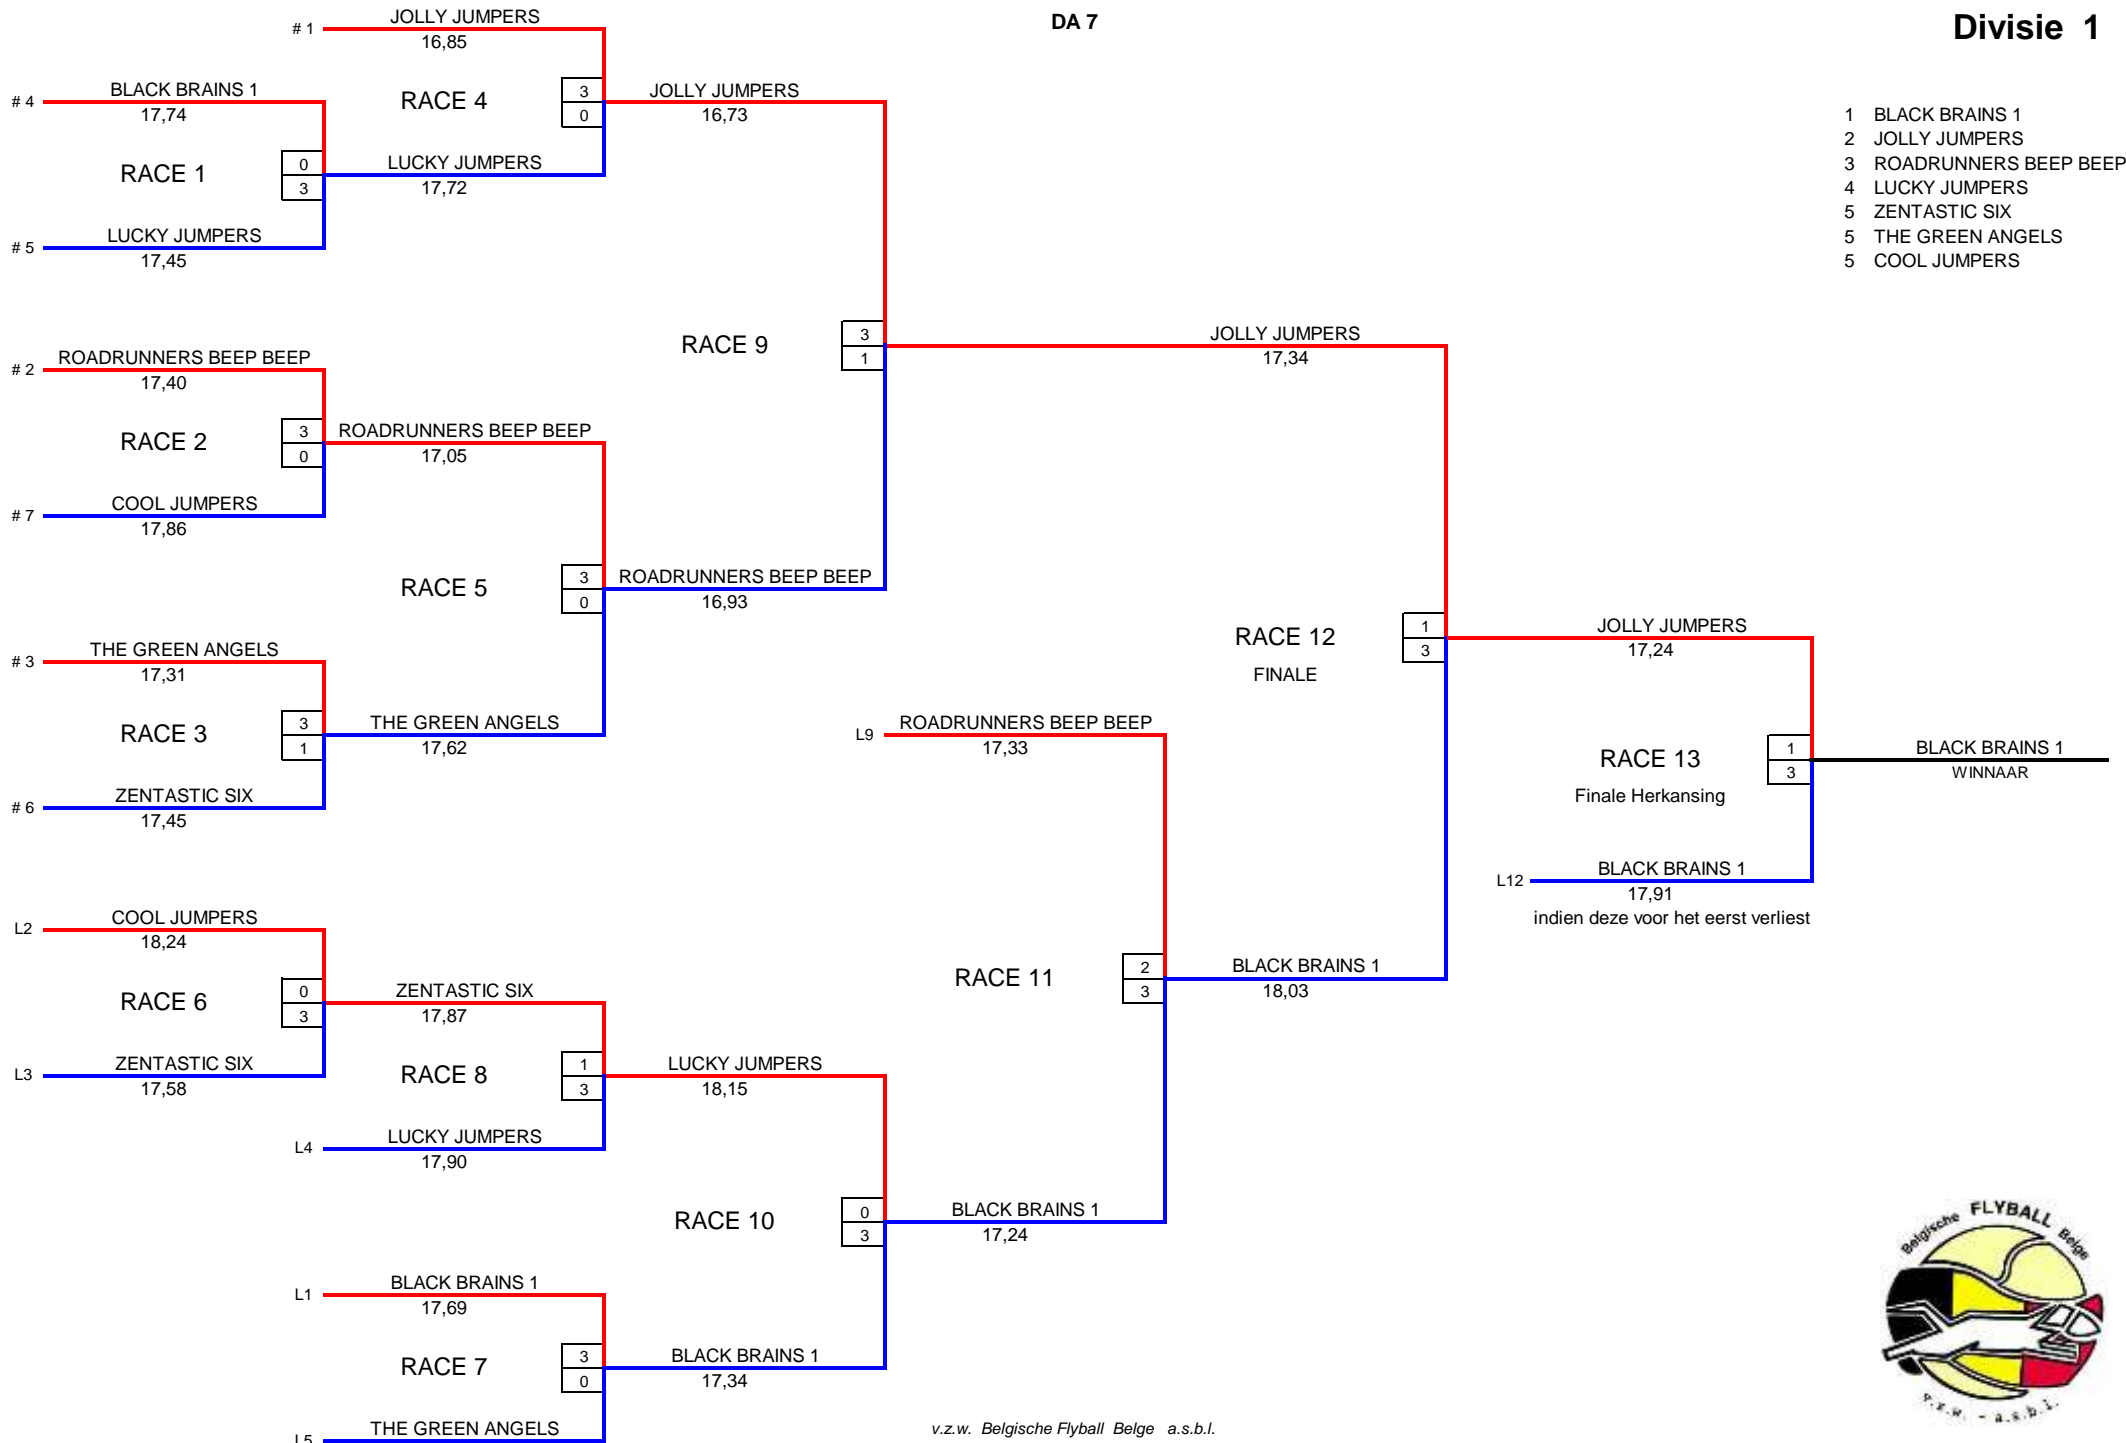 DA 7
Divisie 1
1 BLACK BRAINS 1
2 JOLLY JUMPERS
3 ROADRUNNERS BEEP BEEP
4 LUCKY JUMPERS
5 ZENTASTIC SIX
5 THE GREEN ANGELS
5 COOL JUMPERS
# 1 JOLLY JUMPERS
16,85
# 4 BLACK BRAINS 1
17,74
RACE 1
0
3
# 5 LUCKY JUMPERS
17,45
RACE 4
3
0
LUCKY JUMPERS
17,72
JOLLY JUMPERS
16,73
# 2 ROADRUNNERS BEEP BEEP
17,40
RACE 2
3
0
# 7 COOL JUMPERS
17,86
ROADRUNNERS BEEP BEEP
17,05
RACE 5
3
0
ROADRUNNERS BEEP BEEP
16,93
# 3 THE GREEN ANGELS
17,31
RACE 3
3
1
# 6 ZENTASTIC SIX
17,45
THE GREEN ANGELS
17,62
RACE 9
3
1
JOLLY JUMPERS
17,34
L2 COOL JUMPERS
18,24
RACE 6
0
3
L3 ZENTASTIC SIX
17,58
ZENTASTIC SIX
17,87
RACE 8
1
3
L4 LUCKY JUMPERS
17,90
LUCKY JUMPERS
18,15
RACE 10
0
3
L1 BLACK BRAINS 1
17,69
RACE 7
3
0
L5 THE GREEN ANGELS
BLACK BRAINS 1
17,34
L9 ROADRUNNERS BEEP BEEP
17,33
RACE 11
2
3
BLACK BRAINS 1
17,24
BLACK BRAINS 1
18,03
RACE 12
FINALE
1
3
JOLLY JUMPERS
17,24
RACE 13
Finale Herkansing
1
3
L12 BLACK BRAINS 1
17,91
indien deze voor het eerst verliest
BLACK BRAINS 1
WINNAAR
v.z.w. Belgische Flyball Belge a.s.b.l.
Belgische FLYBALL Belge
v.z.w. - a.s.b.l.